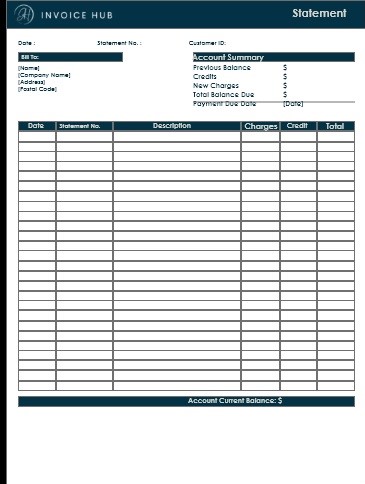 INVOICE HUB
Statement
Date :
Statement No. :
Customer ID:
Bill To:
[Name]
[Company Name]
[Address]
[Postal Code]
Account Summary
Previous Balance $
Credits $
New Charges $
Total Balance Due $
Payment Due Date [Date]
Date Statement No. Description Charges Credit Total
Account Current Balance: $